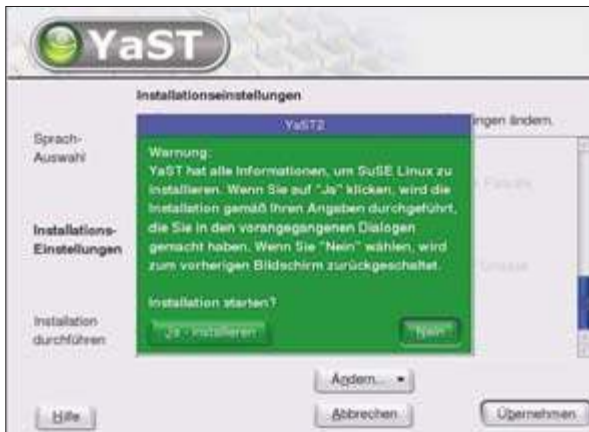 YaST
Installationseinstellungen
YaST2
ngen ändern.
Sprach-
Auswahl
Warnung:
YaST hat alle Informationen, um SuSE Linux zu
installieren. Wenn Sie auf "Ja" klicken, wird die
Installation gemäß Ihren Angaben durchgeführt,
die Sie in den vorangegangenen Dialogen
gemacht haben. Wenn Sie "Nein" wählen, wird
zum vorherigen Bildschirm zurückgeschaltet.
Installations-
Einstellungen
Installation starten?
Ja - installieren
Nein
Installation
durchführen
Ändern...
Hilfe
Abbrechen
Übernehmen